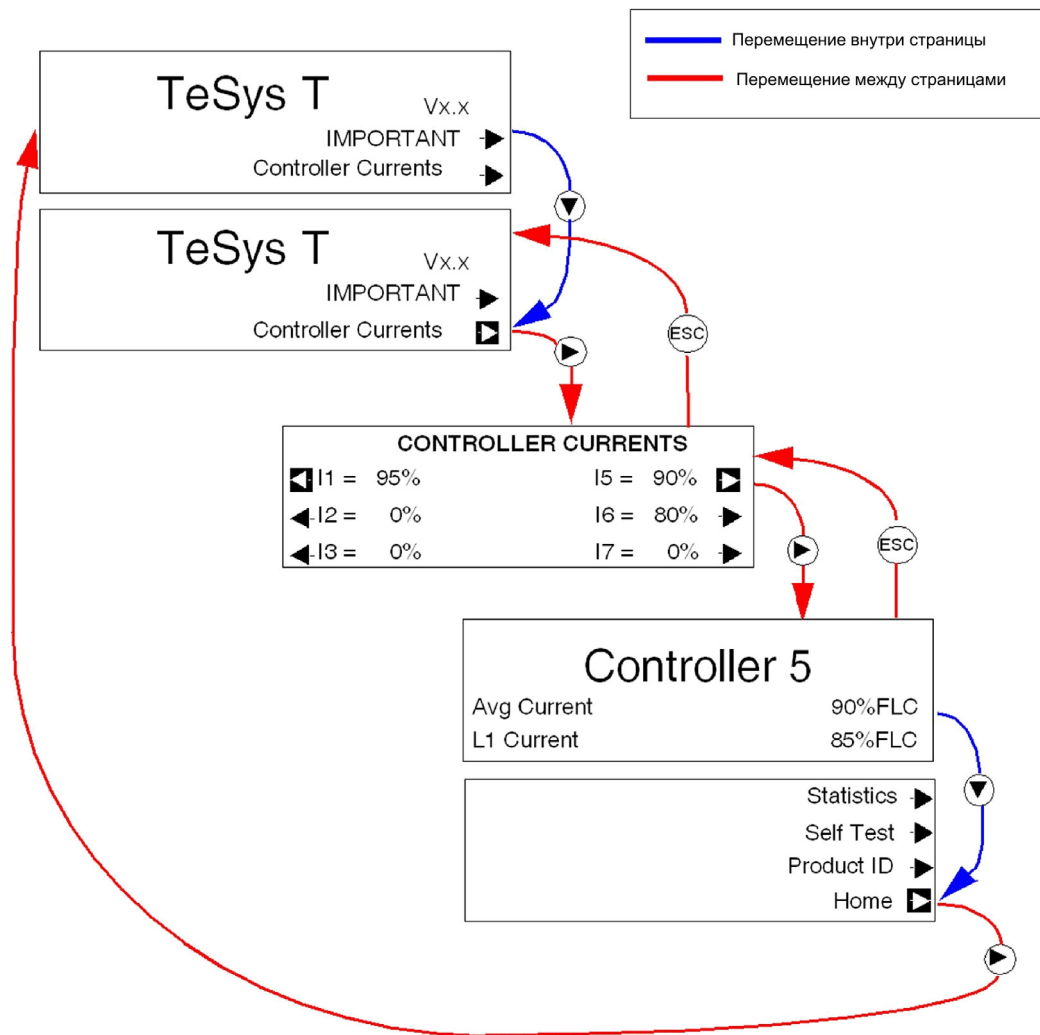 Перемещение внутри страницы
Перемещение между страницами
TeSys T
Vx.x
IMPORTANT
Controller Currents
TeSys T
Vx.x
IMPORTANT
Controller Currents
ESC
CONTROLLER CURRENTS
I1 = 95% I5 = 90%
I2 = 0% I6 = 80%
I3 = 0% I7 = 0%
ESC
Controller 5
Avg Current 90%FLC
L1 Current 85%FLC
Statistics
Self Test
Product ID
Home